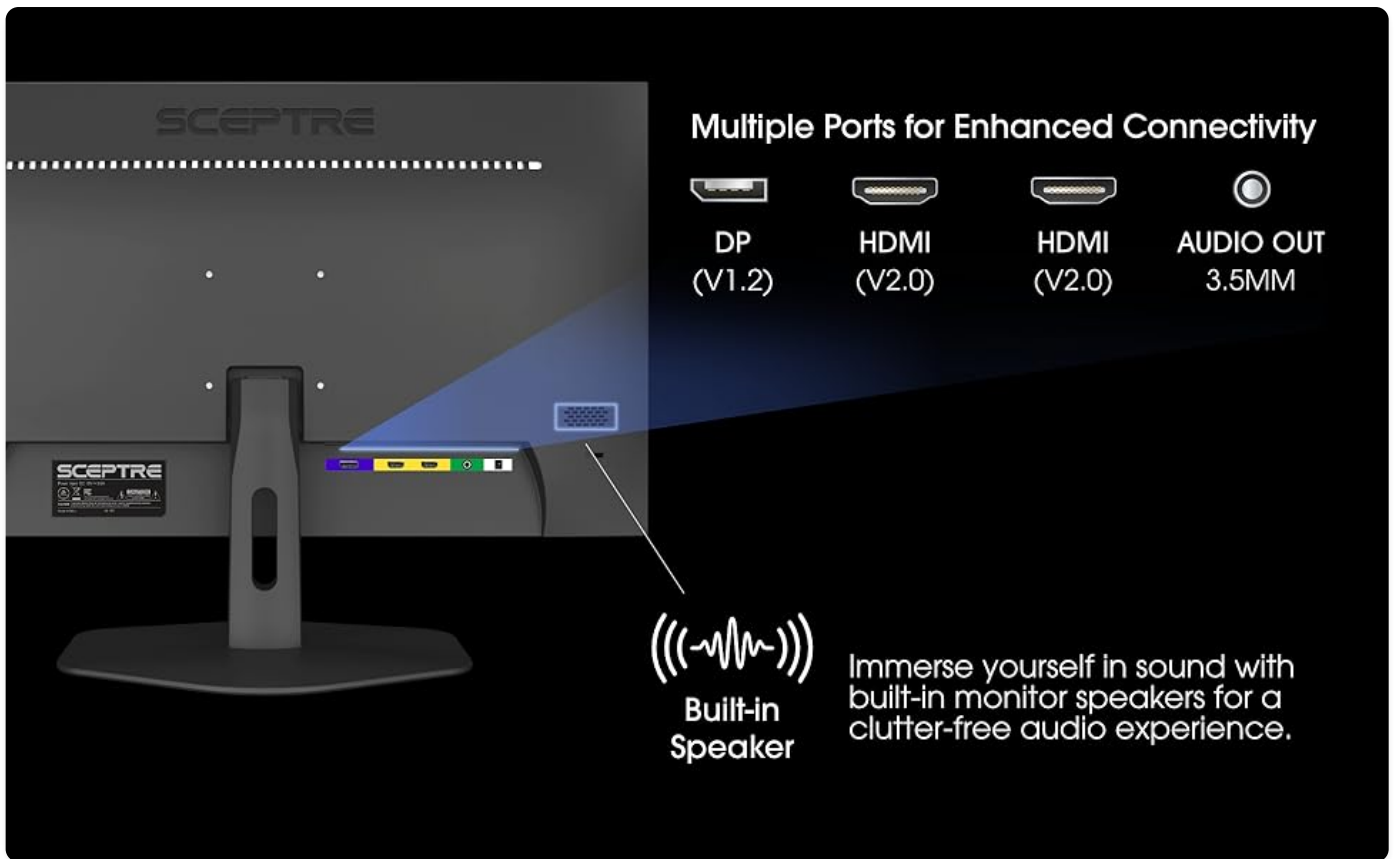 SCEPTRE
Multiple Ports for Enhanced Connectivity
DP
(V1.2)
HDMI
(V2.0)
HDMI
(V2.0)
AUDIO OUT
3.5MM
SCEPTRE
Built-in
Speaker
Immerse yourself in sound with
built-in monitor speakers for a
clutter-free audio experience.